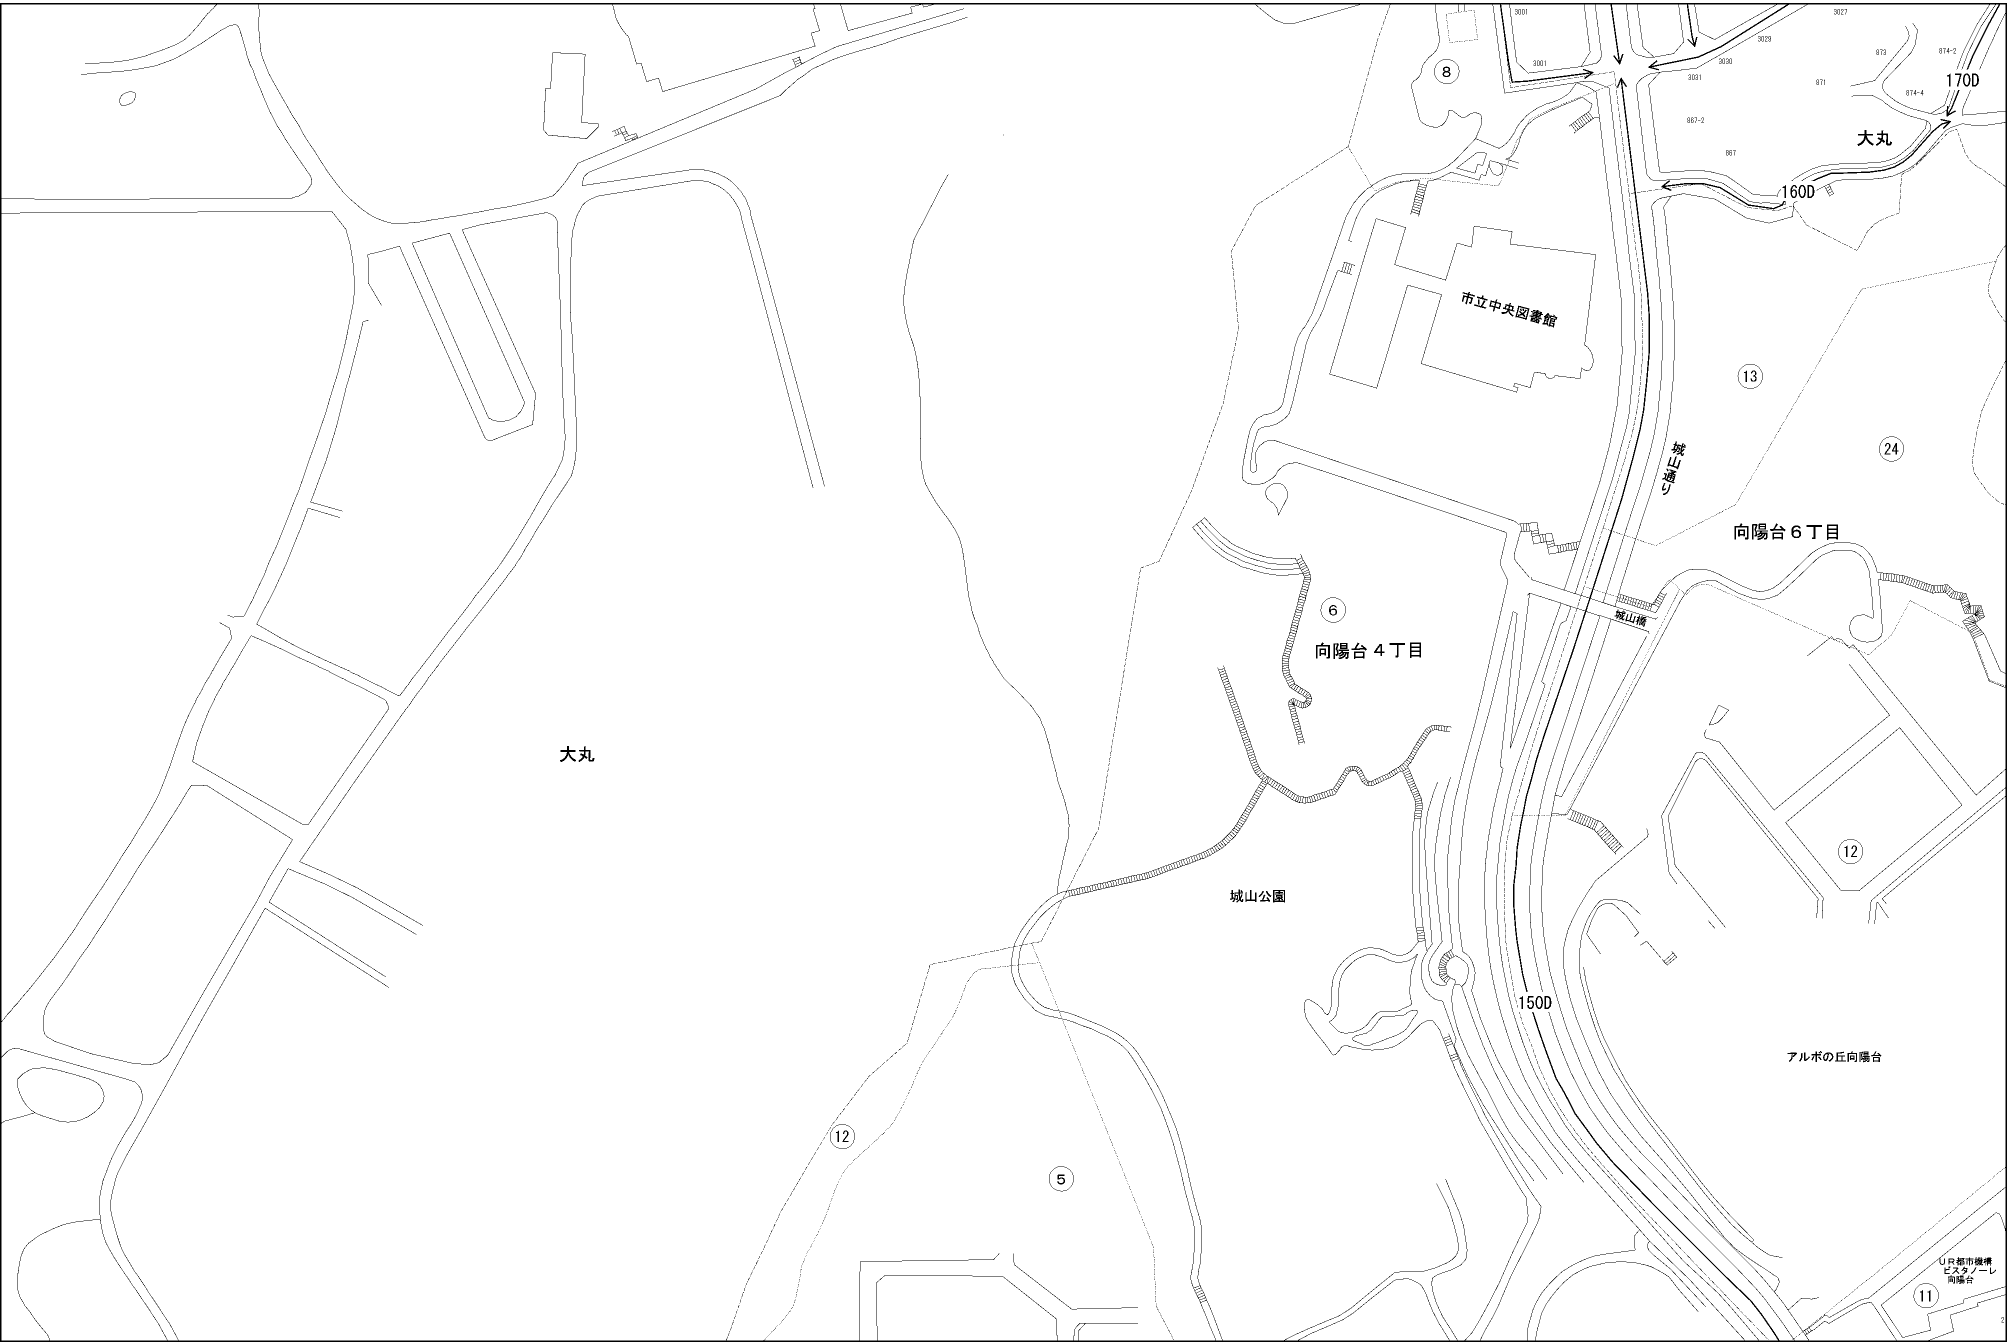 3001
3027
8
3029
873
874-2
3001
3030
3031
170D
871
874-4
867-2
大丸
867
160D
市立中央図書館
13
城山通り
24
向陽台6丁目
6
城山橋
向陽台4丁目
大丸
12
城山公園
150D
アルボの丘向陽台
12
5
UR都市機構
ビスタノーレ
向陽台
11
2